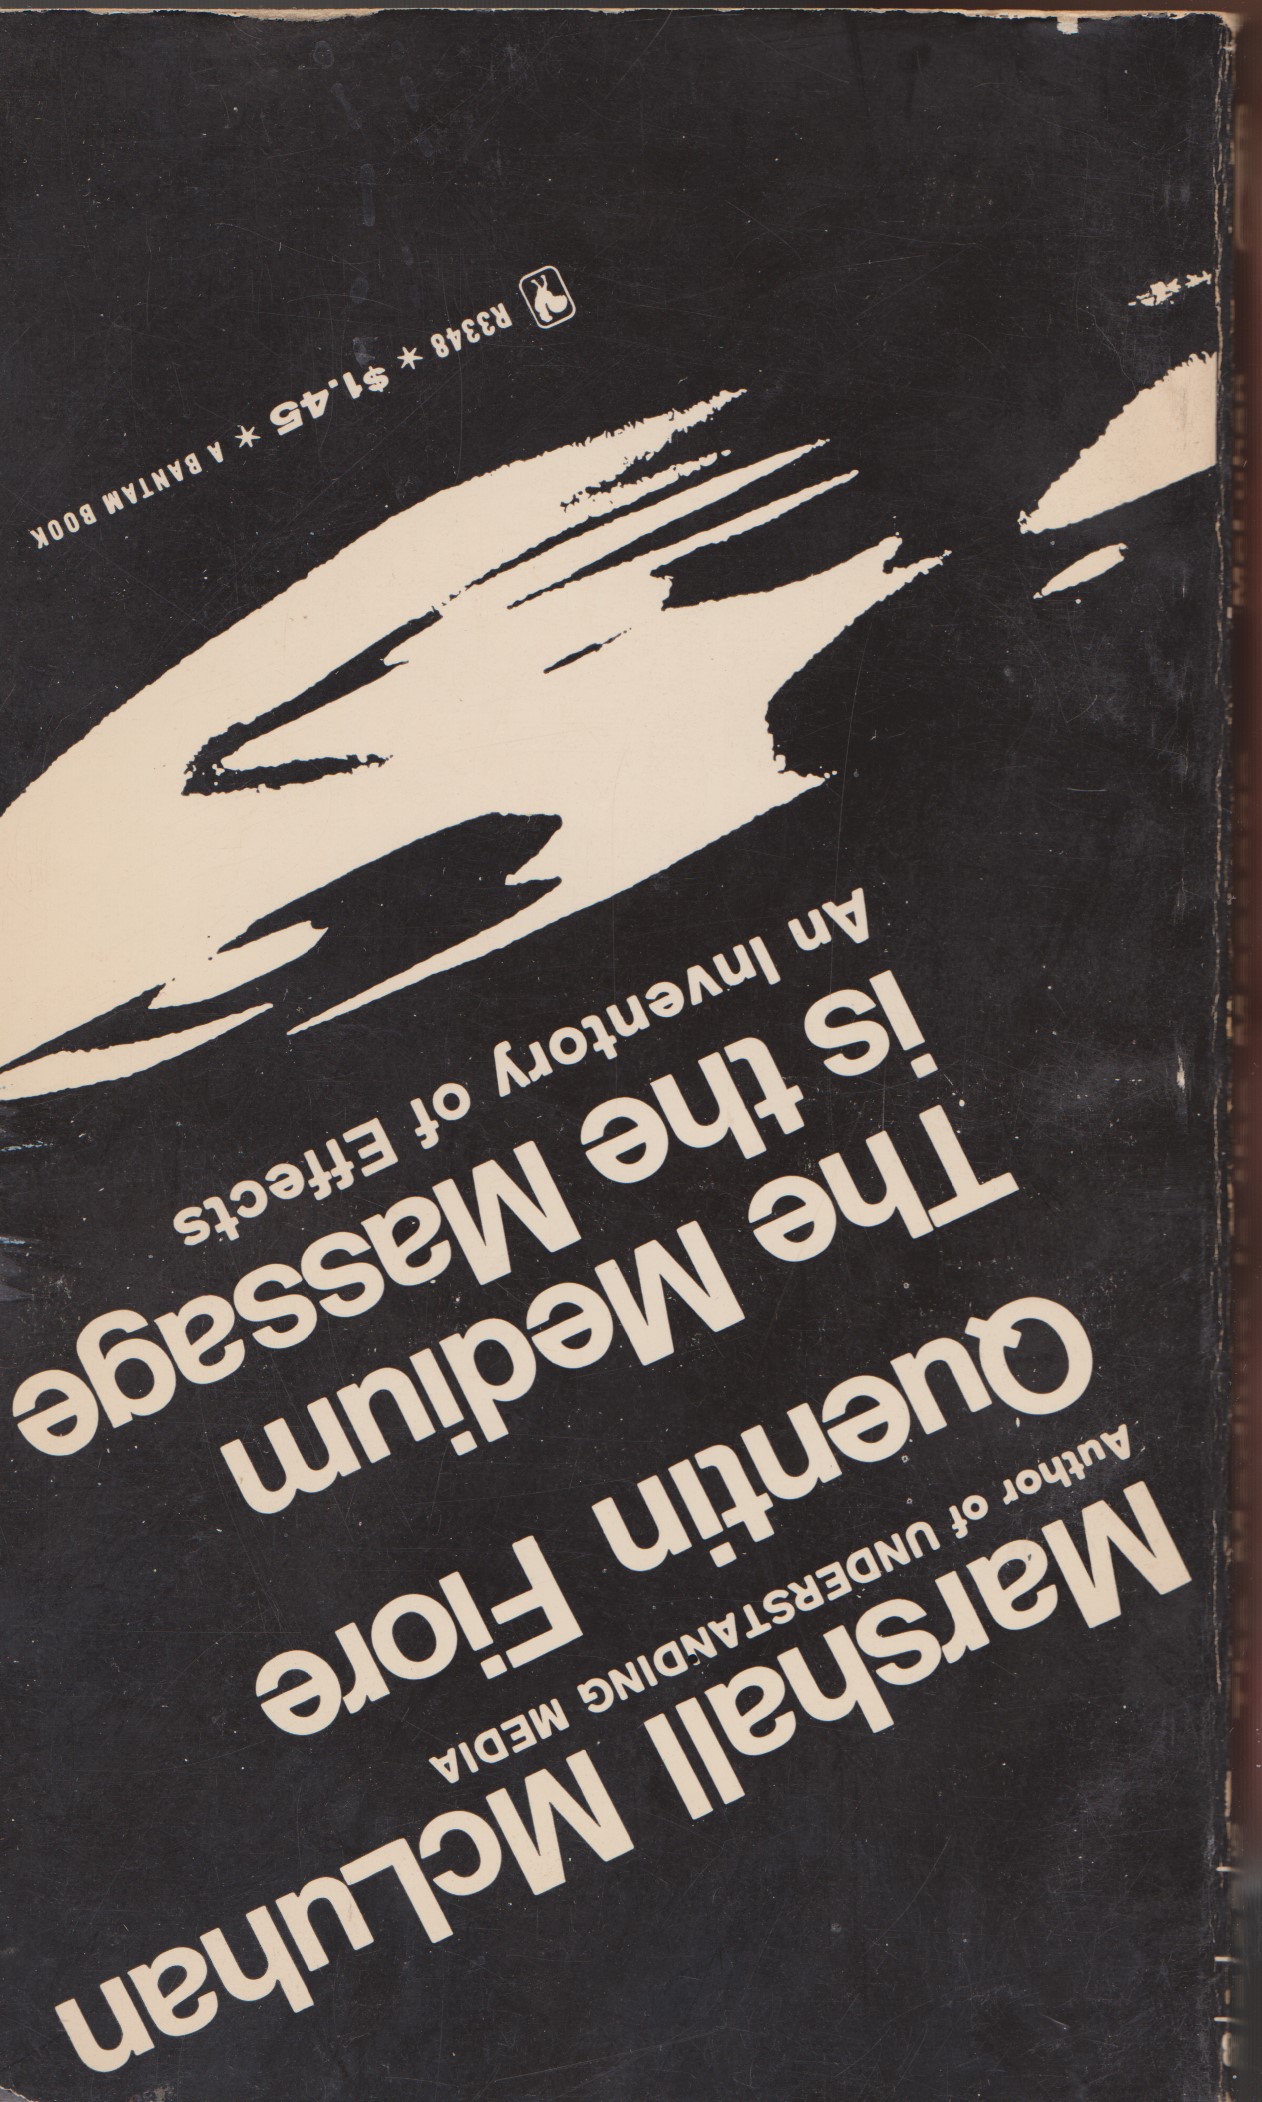 Marshall McLuhan
Author of UNDERSTANDING MEDIA
Quentin Fiore
The Medium
is the Massage
An Inventory of Effects
R3348 * $1.45 * A BANTAM BOOK